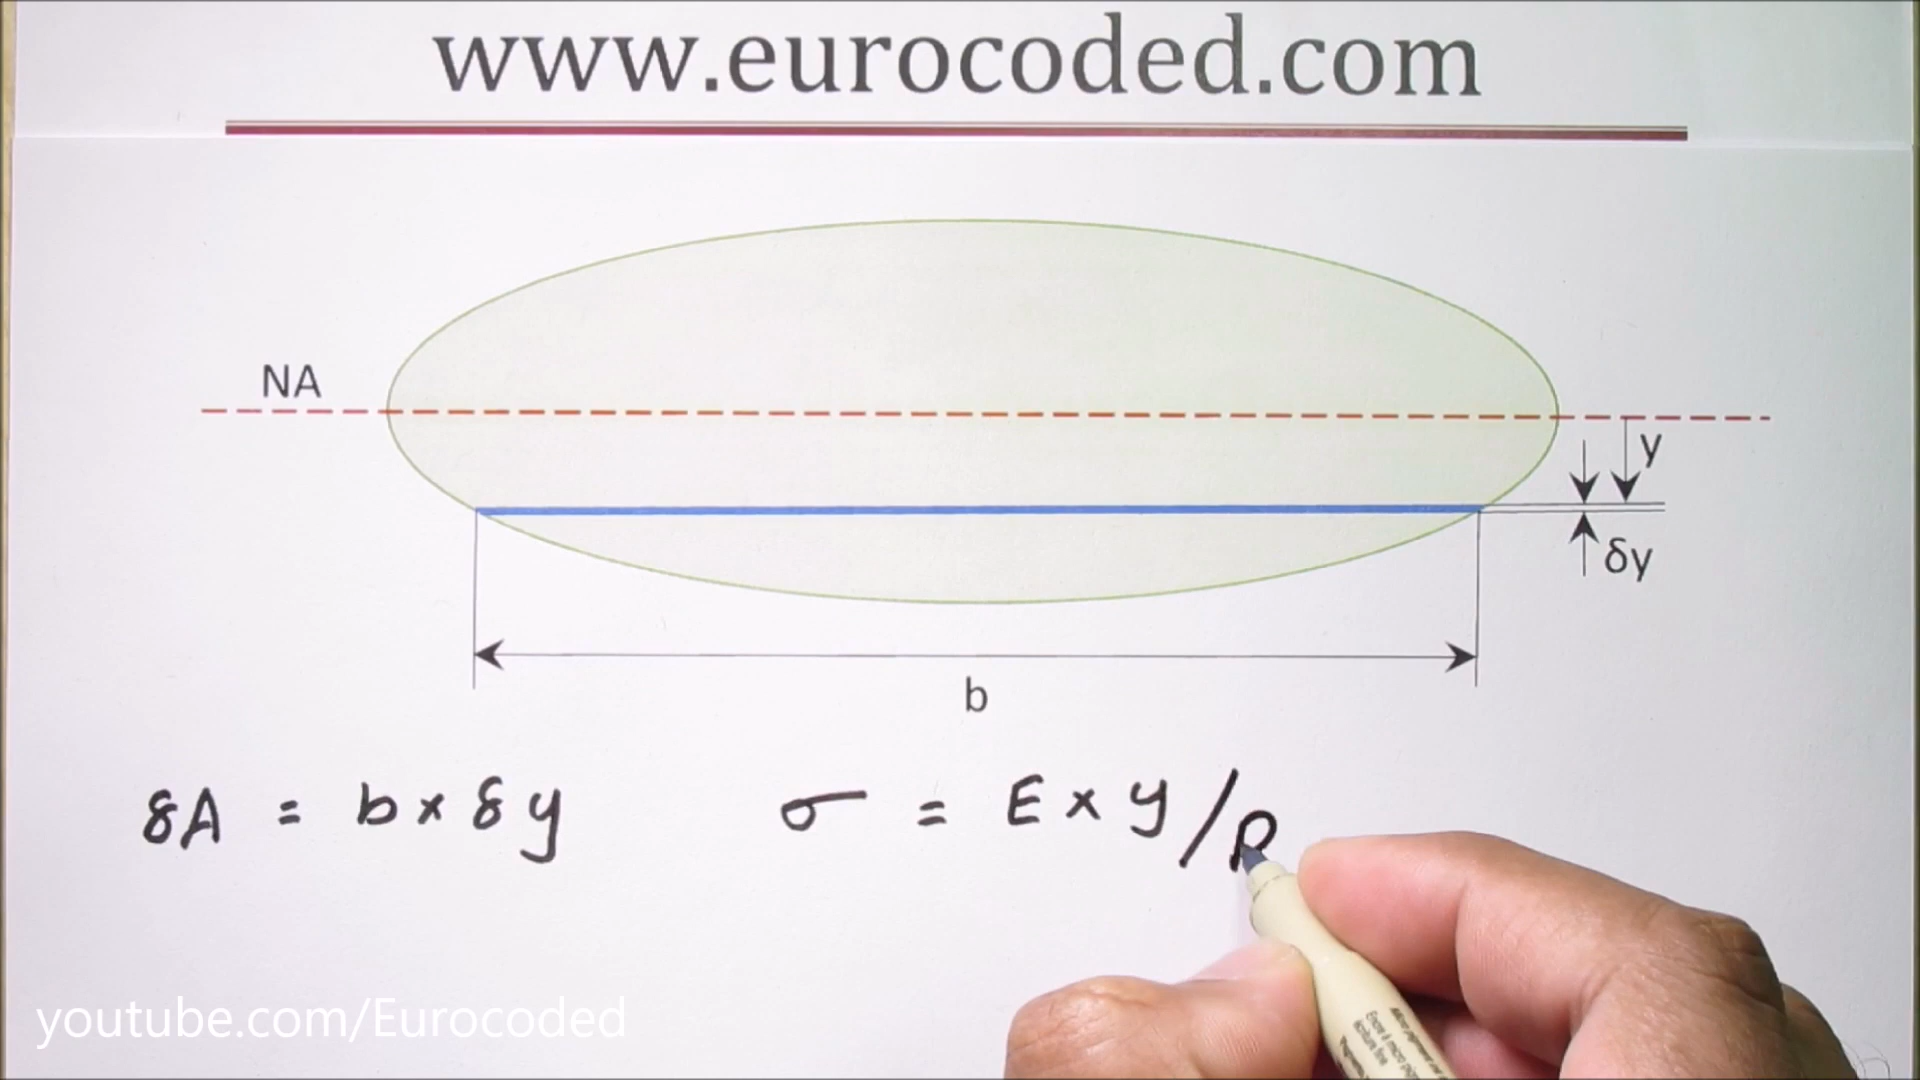 www.eurocoded.com
NA
y
δy
b
δA = b × δy
σ = E × y / R
youtube.com/Eurocoded